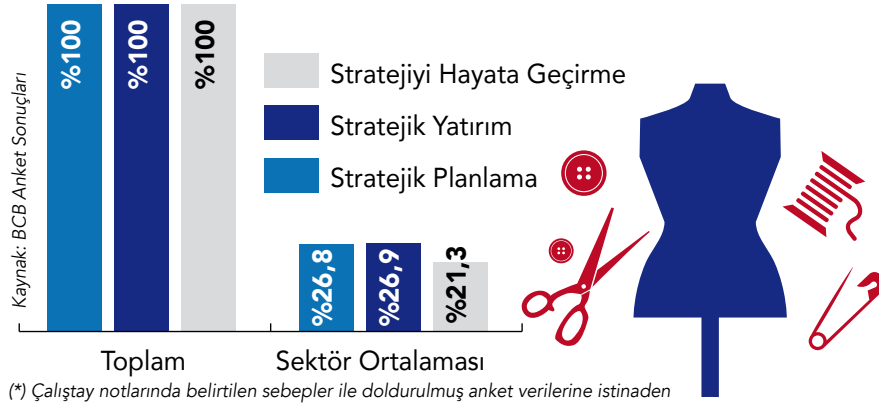 %100
%100
%100
Kaynak: BCB Anket Sonuçları
Stratejiyi Hayata Geçirme
Stratejik Yatırım
Stratejik Planlama
%26,8
%26,9
%21,3
Toplam
Sektör Ortalaması
(*) Çalıştay notlarında belirtilen sebepler ile doldurulmuş anket verilerine istinaden